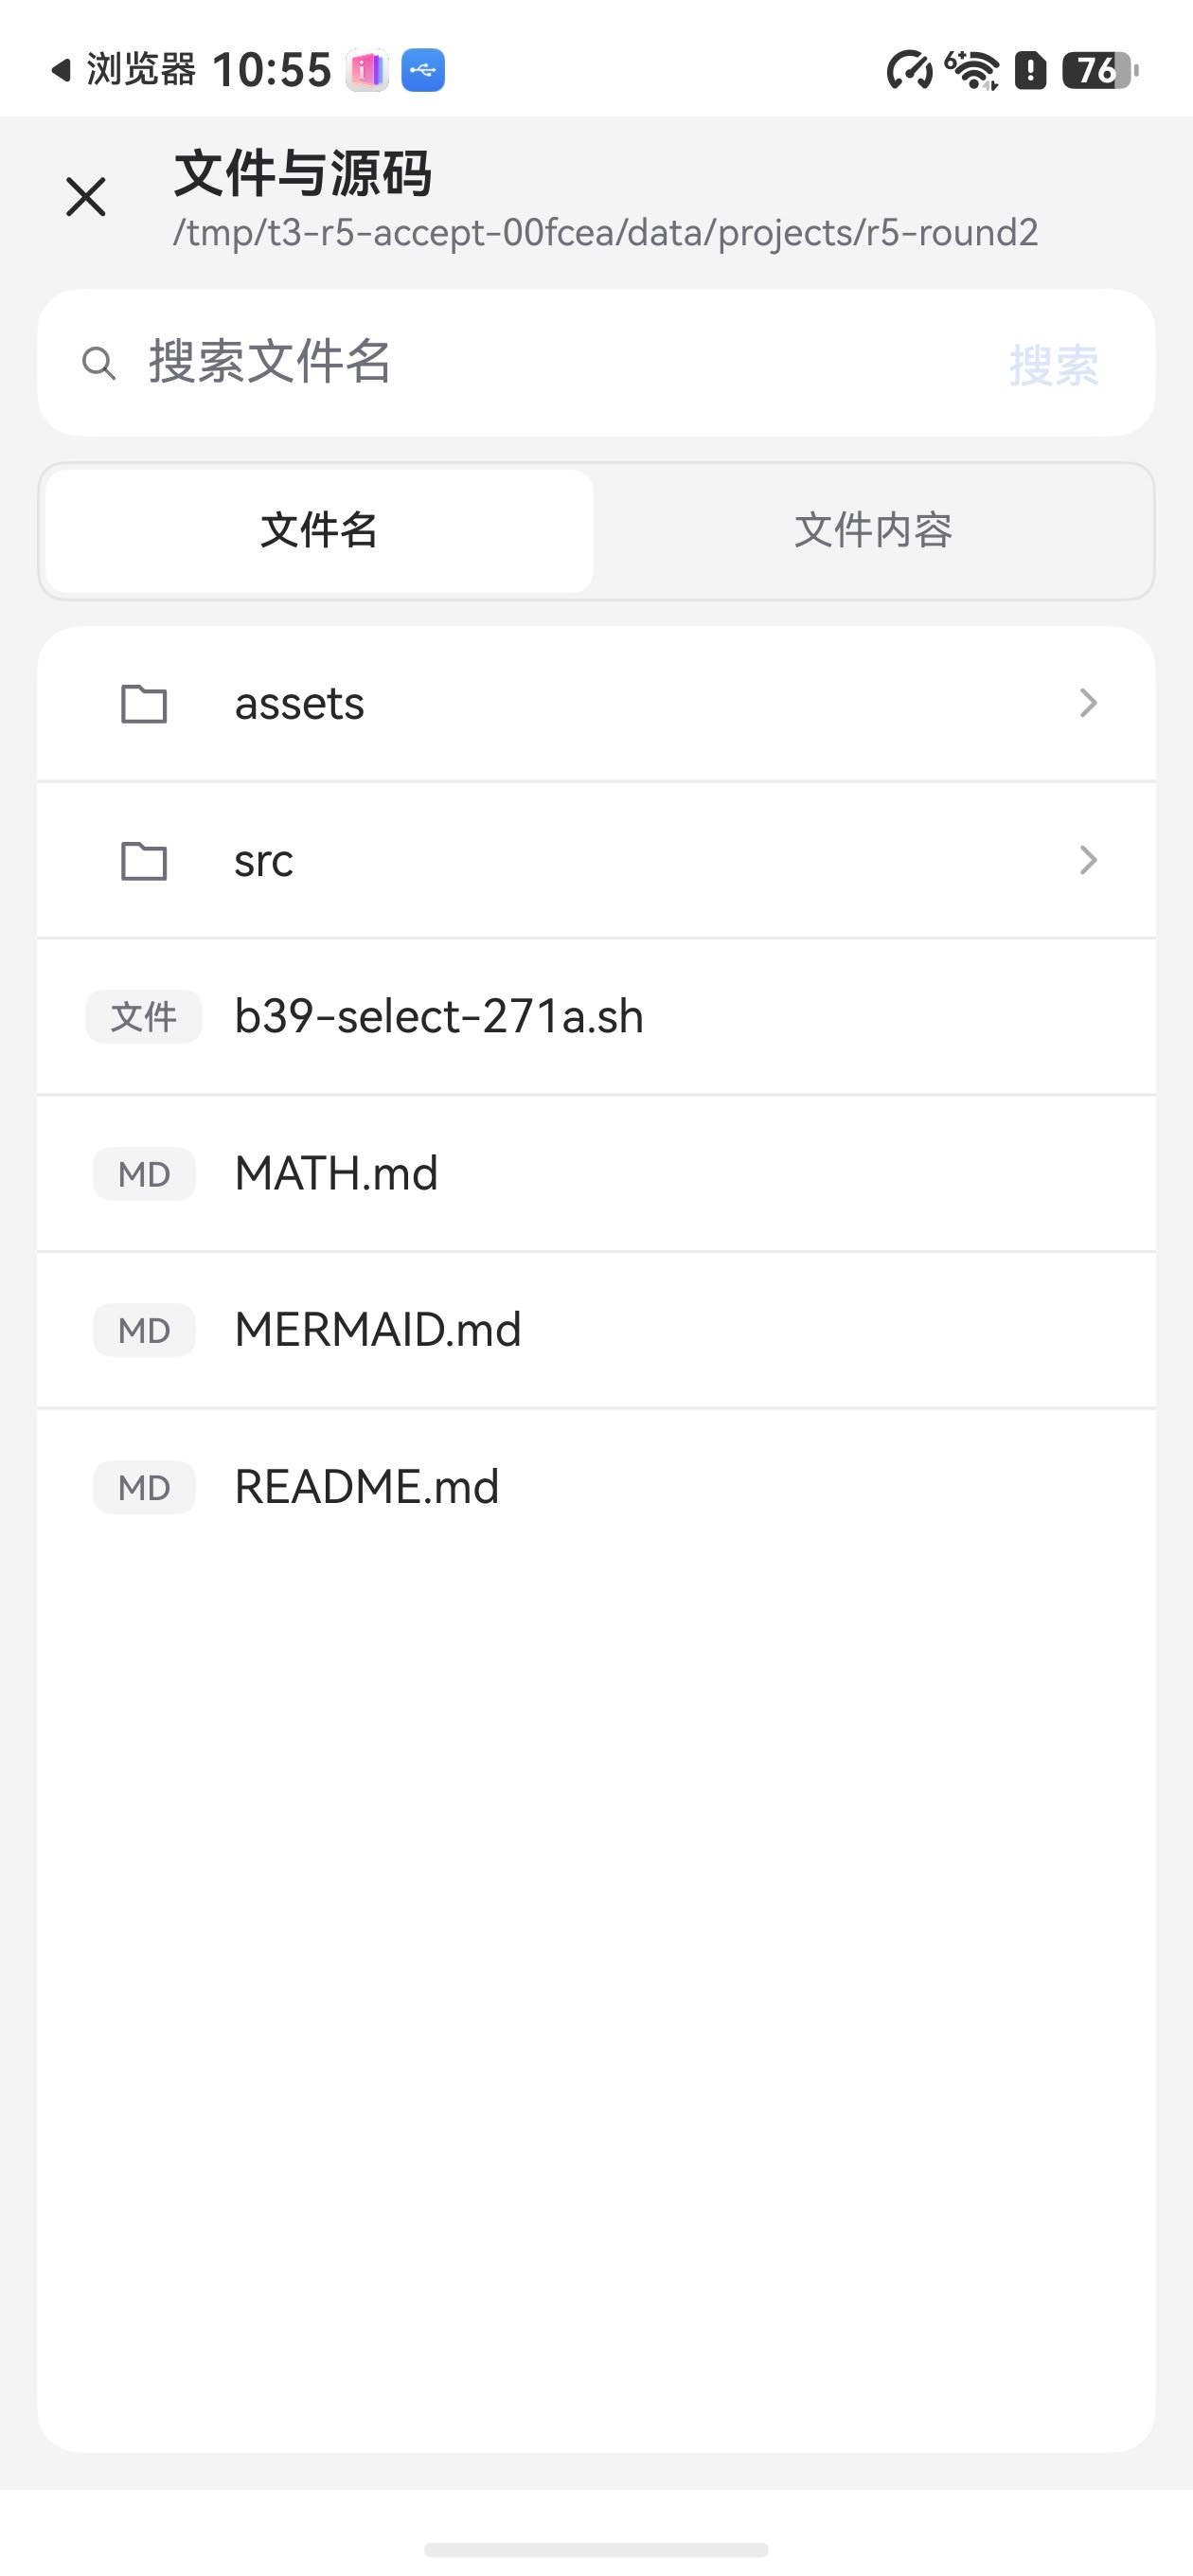 浏览器 10:55
76
文件与源码
/tmp/t3-r5-accept-00fcea/data/projects/r5-round2
搜索文件名
搜索
文件名
文件内容
assets
src
文件 b39-select-271a.sh
MD MATH.md
MD MERMAID.md
MD README.md